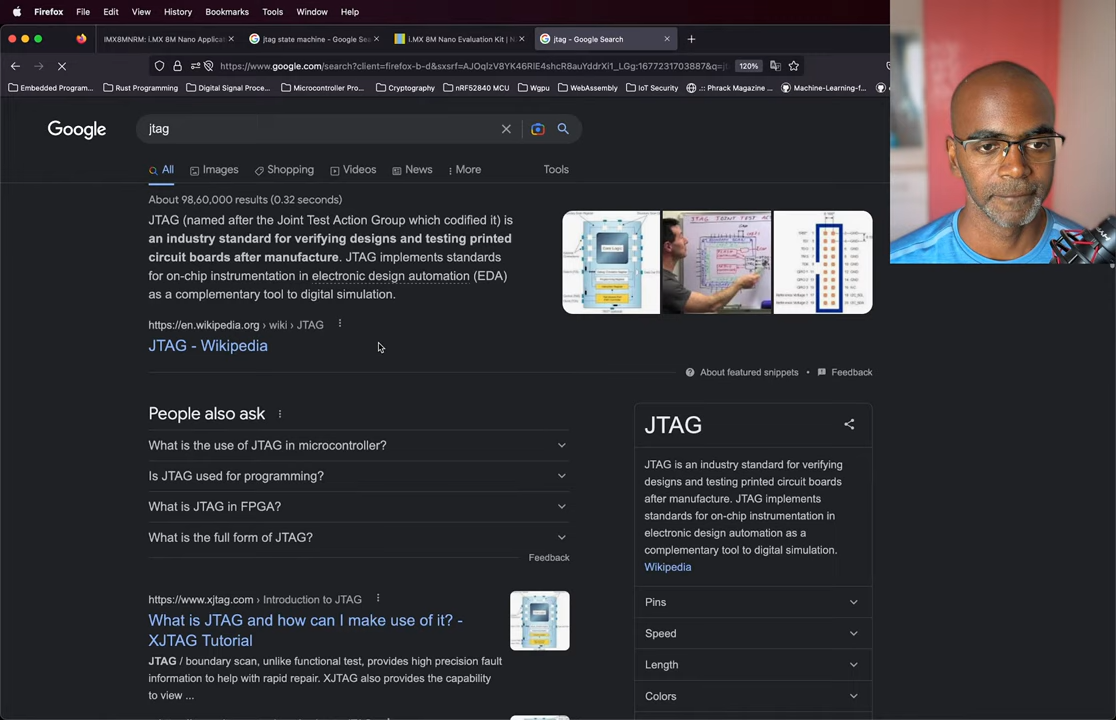 Firefox File Edit View History Bookmarks Tools Window Help
IMX8MNRM: i.MX 8M Nano Applicat
jtag state machine - Google Sea
i.MX 8M Nano Evaluation Kit | N
jtag - Google Search
https://www.google.com/search?client=firefox-b-d&sxsrf=AJOqlzV8YK46RIE4shcR8auYddrXi1_LGg:1677231703887&q=j 120%
Embedded Program... Rust Programming Digital Signal Proce... Microcontroller Pro... Cryptography nRF52840 MCU Wgpu WebAssembly IoT Security .:: Phrack Magazine ... Machine-Learning-f...
Google
jtag
All Images Shopping Videos News More Tools
About 98,60,000 results (0.32 seconds)
JTAG (named after the Joint Test Action Group which codified it) is
an industry standard for verifying designs and testing printed
circuit boards after manufacture. JTAG implements standards
for on-chip instrumentation in electronic design automation (EDA)
as a complementary tool to digital simulation.
https://en.wikipedia.org › wiki › JTAG
JTAG - Wikipedia
About featured snippets • Feedback
People also ask
What is the use of JTAG in microcontroller?
Is JTAG used for programming?
What is JTAG in FPGA?
What is the full form of JTAG?
Feedback
https://www.xjtag.com › Introduction to JTAG
What is JTAG and how can I make use of it? -
XJTAG Tutorial
JTAG / boundary scan, unlike functional test, provides high precision fault
information to help with rapid repair. XJTAG also provides the capability
to view ...
JTAG
JTAG is an industry standard for verifying
designs and testing printed circuit boards
after manufacture. JTAG implements
standards for on-chip instrumentation in
electronic design automation as a
complementary tool to digital simulation.
Wikipedia
Pins
Speed
Length
Colors